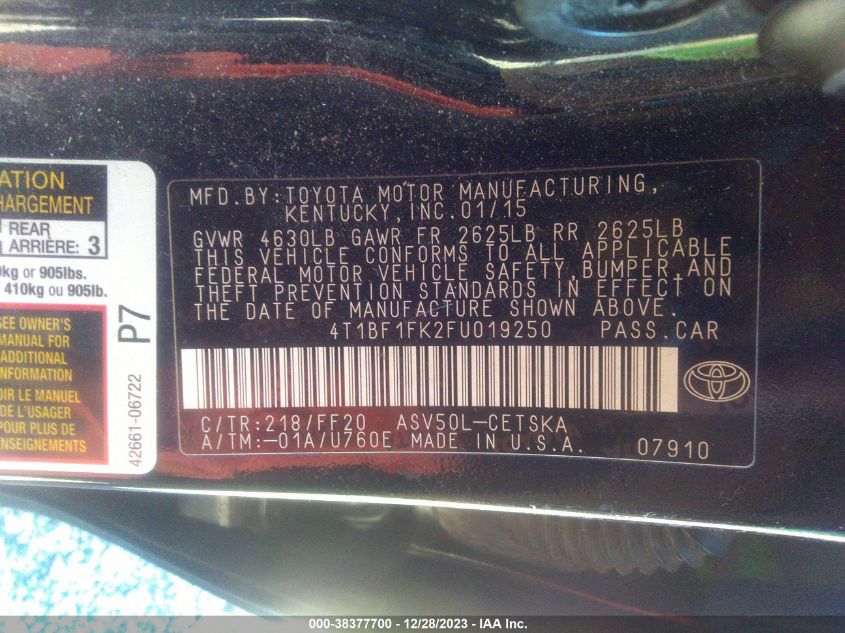 ATION
HARGEMENT
REAR
ARRIÈRE: 3
kg or 905lbs.
410kg ou 905lb.
SEE OWNER'S
MANUAL FOR
ADDITIONAL
INFORMATION
OIR LE MANUEL
DE L'USAGER
POUR PLUS DE
P7
42661-06722
MFD.BY:TOYOTA MOTOR MANUFACTURING,
KENTUCKY,INC.01/15
GVWR 4630LB GAWR FR 2625LB RR 2625LB
THIS VEHICLE CONFORMS TO ALL APPLICABLE
FEDERAL MOTOR VEHICLE SAFETY,BUMPER,AND
THEFT PREVENTION STANDARDS IN EFFECT ON
THE DATE OF MANUFACTURE SHOWN ABOVE.
4T1BF1FK2FU019250 PASS.CAR
C/TR:218/FF20 ASV50L-CETSKA
A/TM:-01A/U760E MADE IN U.S.A.
07910
000-38377700 - 12/28/2023 - IAA Inc.